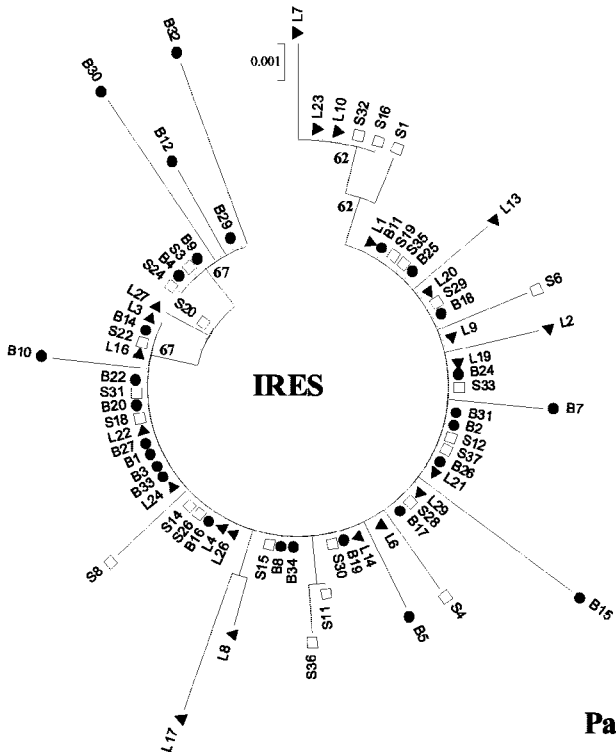 L7
0.001
L23
L10
S32
S16
S1
62
62
L1
B11
S19
S35
B25
L13
L20
S29
B18
S6
L9
L2
L19
B24
S33
B7
B31
B2
S12
S37
B26
L21
L29
S28
B17
B15
L6
S4
L14
B19
S30
B5
S11
S36
B34
B8
S15
L8
L17
L26
L4
B16
S26
S14
S8
L24
B33
B3
B1
B27
L22
S18
B20
S31
B22
B10
L16
S22
B14
L3
L27
67
S20
S24
B4
S3
B9
67
B29
B12
B30
B32
IRES
Pa